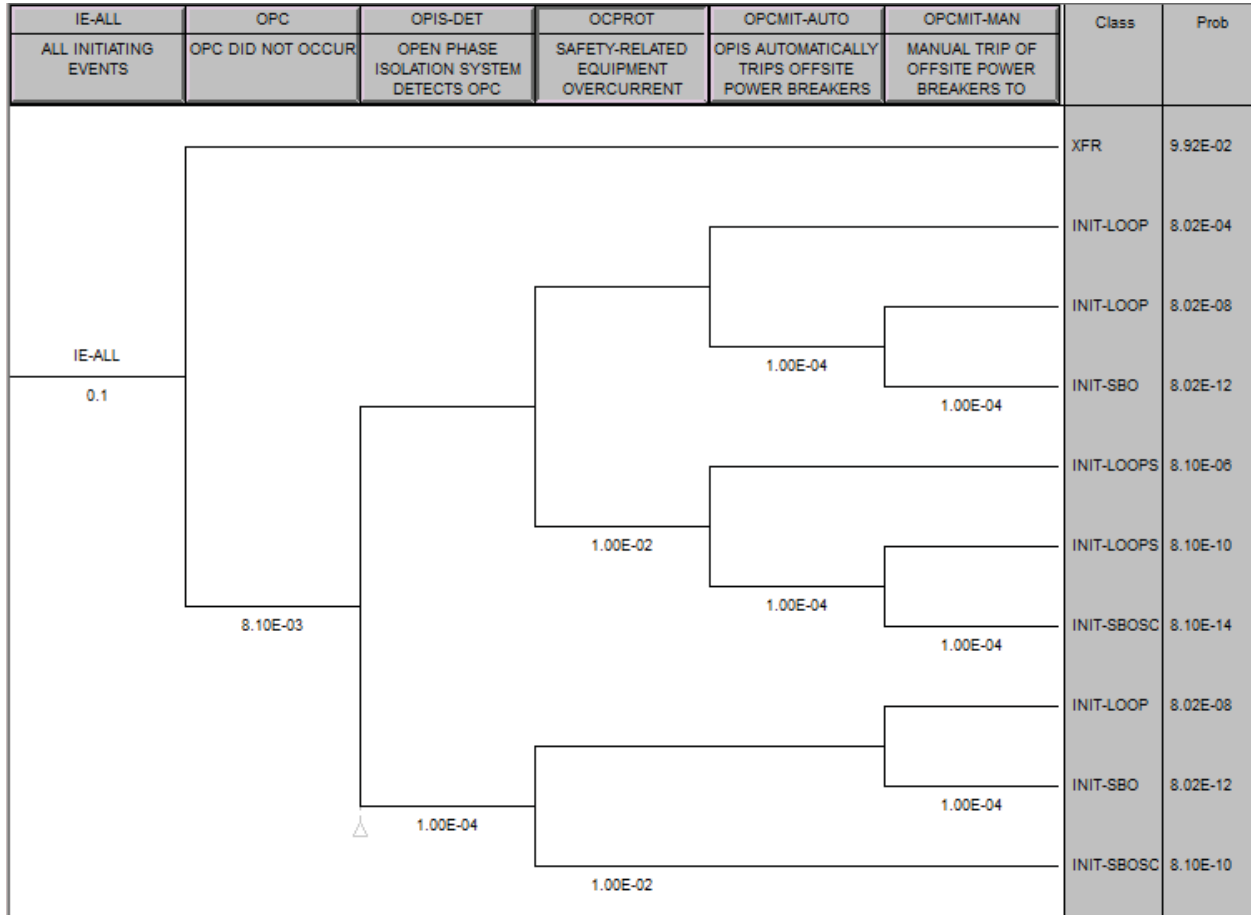 IE-ALL OPC OPIS-DET OCPROT OPCMIT-AUTO OPCMIT-MAN Class Prob
ALL INITIATING EVENTS
OPC DID NOT OCCUR
OPEN PHASE ISOLATION SYSTEM DETECTS OPC
SAFETY-RELATED EQUIPMENT OVERCURRENT
OPIS AUTOMATICALLY TRIPS OFFSITE POWER BREAKERS
MANUAL TRIP OF OFFSITE POWER BREAKERS TO
XFR 9.92E-02
INIT-LOOP 8.02E-04
INIT-LOOP 8.02E-08
IE-ALL
1.00E-04
0.1
INIT-SBO 8.02E-12
1.00E-04
INIT-LOOPS 8.10E-06
1.00E-02
INIT-LOOPS 8.10E-10
1.00E-04
8.10E-03
INIT-SBOSC 8.10E-14
1.00E-04
INIT-LOOP 8.02E-08
INIT-SBO 8.02E-12
1.00E-04
1.00E-04
INIT-SBOSC 8.10E-10
1.00E-02